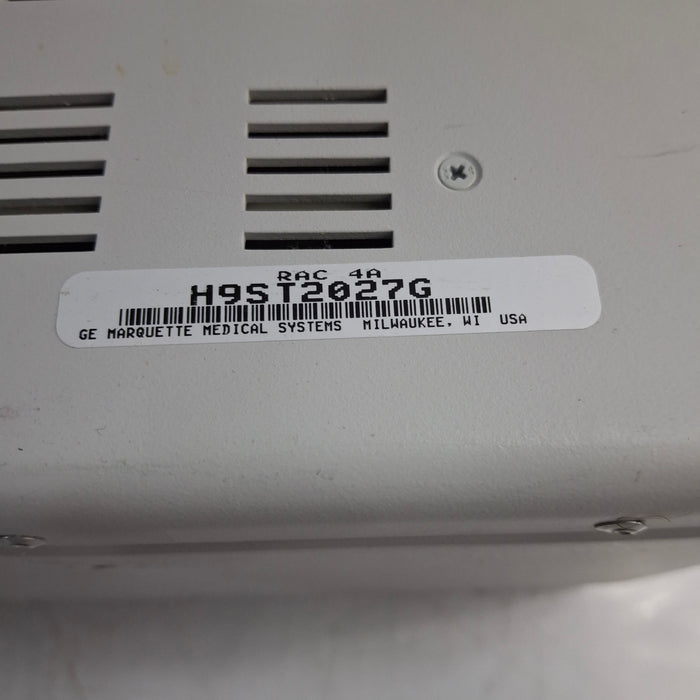 RAC 4A
H9ST2027G
GE MARQUETTE MEDICAL SYSTEMS MILWAUKEE, WI USA